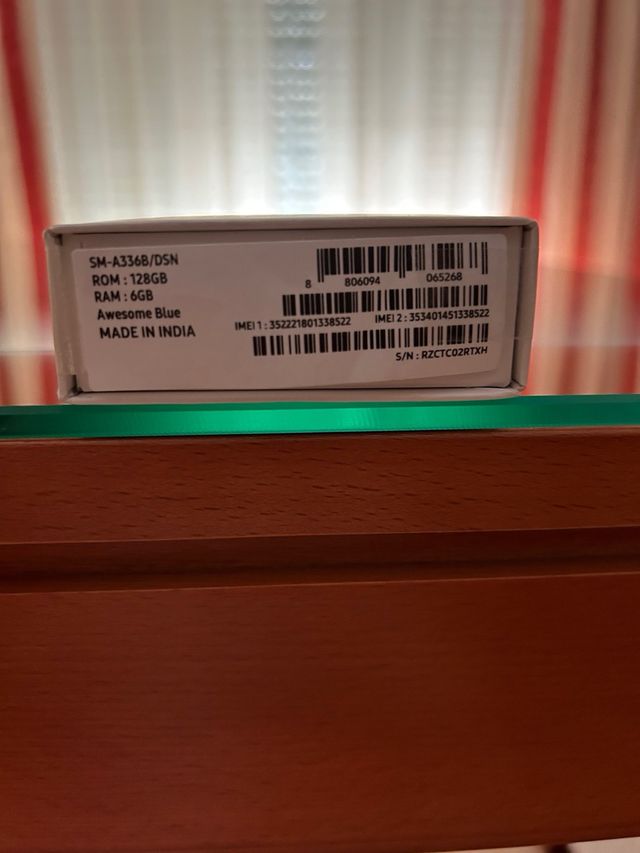 SM-A336B/DSN
ROM : 128GB
RAM : 6GB
Awesome Blue
MADE IN INDIA
8 806094 065268
IMEI 1 : 352221801338522 IMEI 2 : 353401451338522
S/N : RZCTC02RTXH